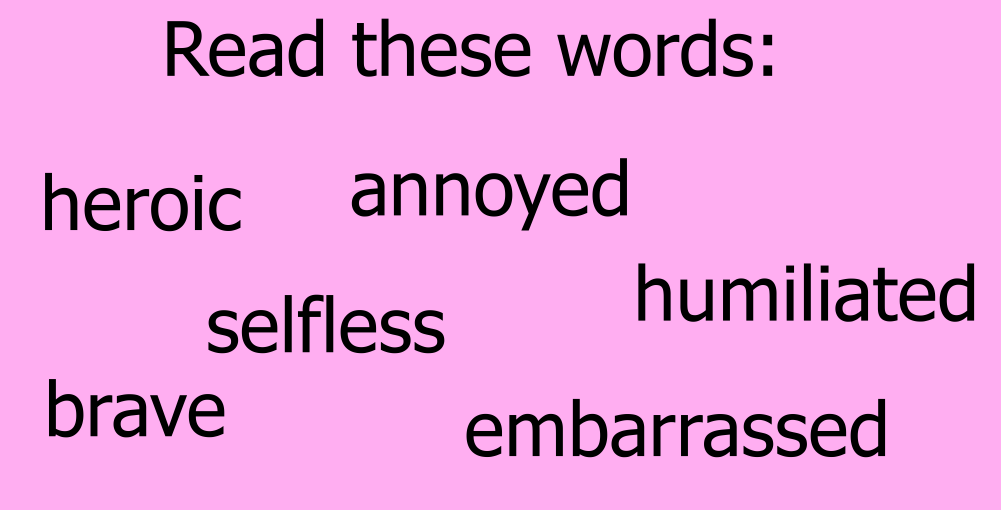 Read these words:
heroic annoyed
humiliated
selfless
brave
embarrassed